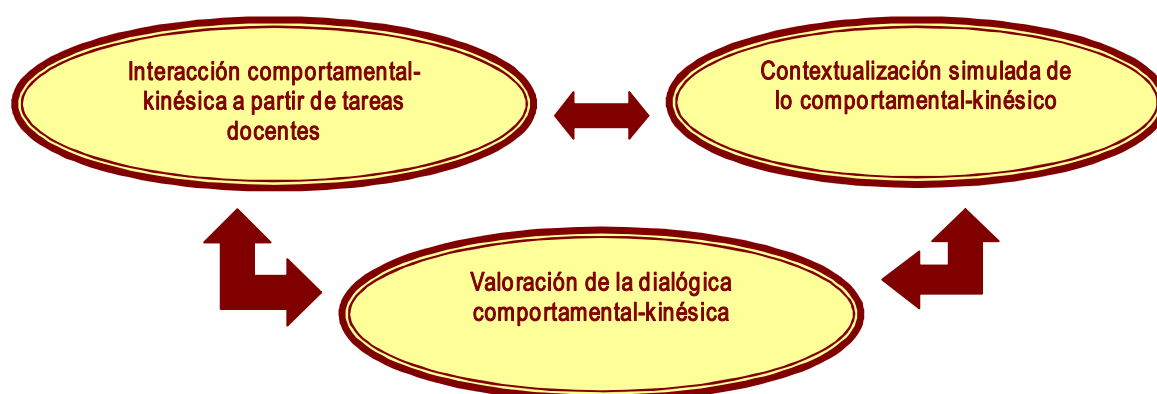 Interacción comportamental-
kinésica a partir de tareas
docentes
Contextualización simulada de
lo comportamental-kinésico
Valoración de la dialógica
comportamental-kinésica